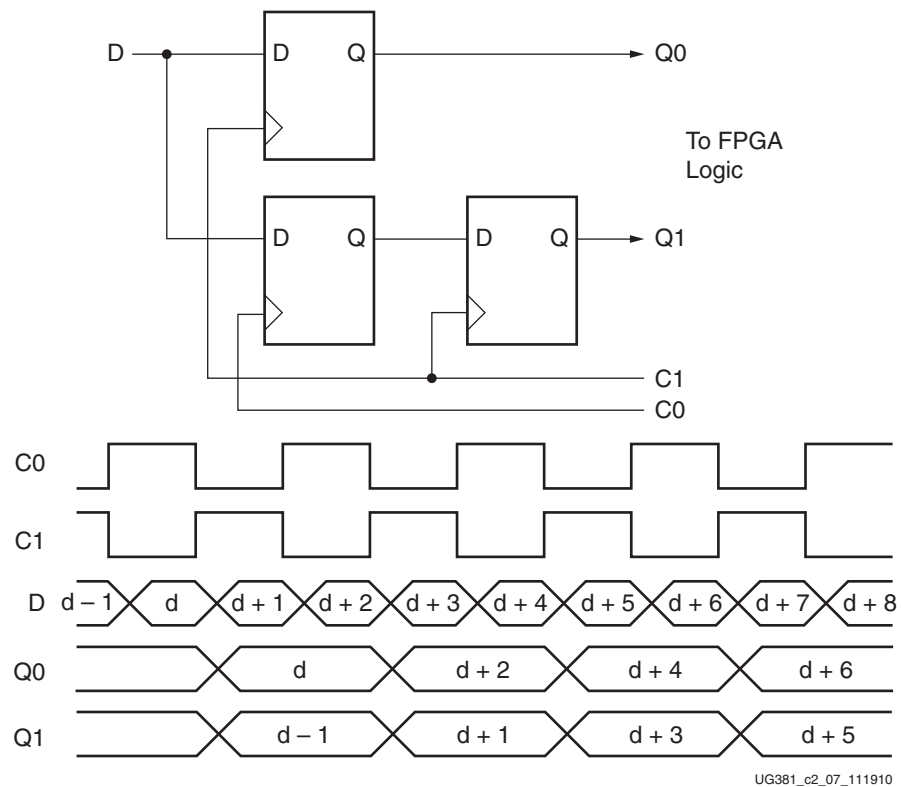 D D Q Q0
To FPGA
Logic
D Q D Q Q1
C1
C0
C0
C1
D d – 1 d d + 1 d + 2 d + 3 d + 4 d + 5 d + 6 d + 7 d + 8
Q0 d d + 2 d + 4 d + 6
Q1 d – 1 d + 1 d + 3 d + 5
UG381_c2_07_111910